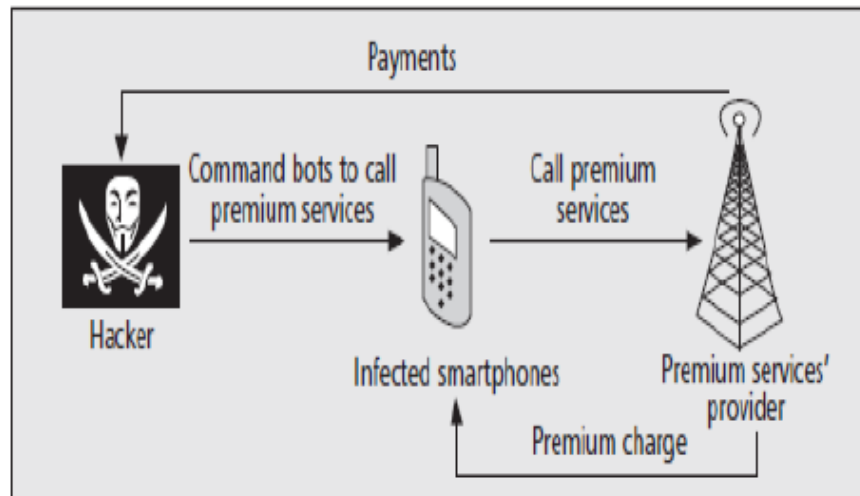 Payments
Command bots to call
premium services
Call premium
services
Hacker
Infected smartphones
Premium services'
provider
Premium charge